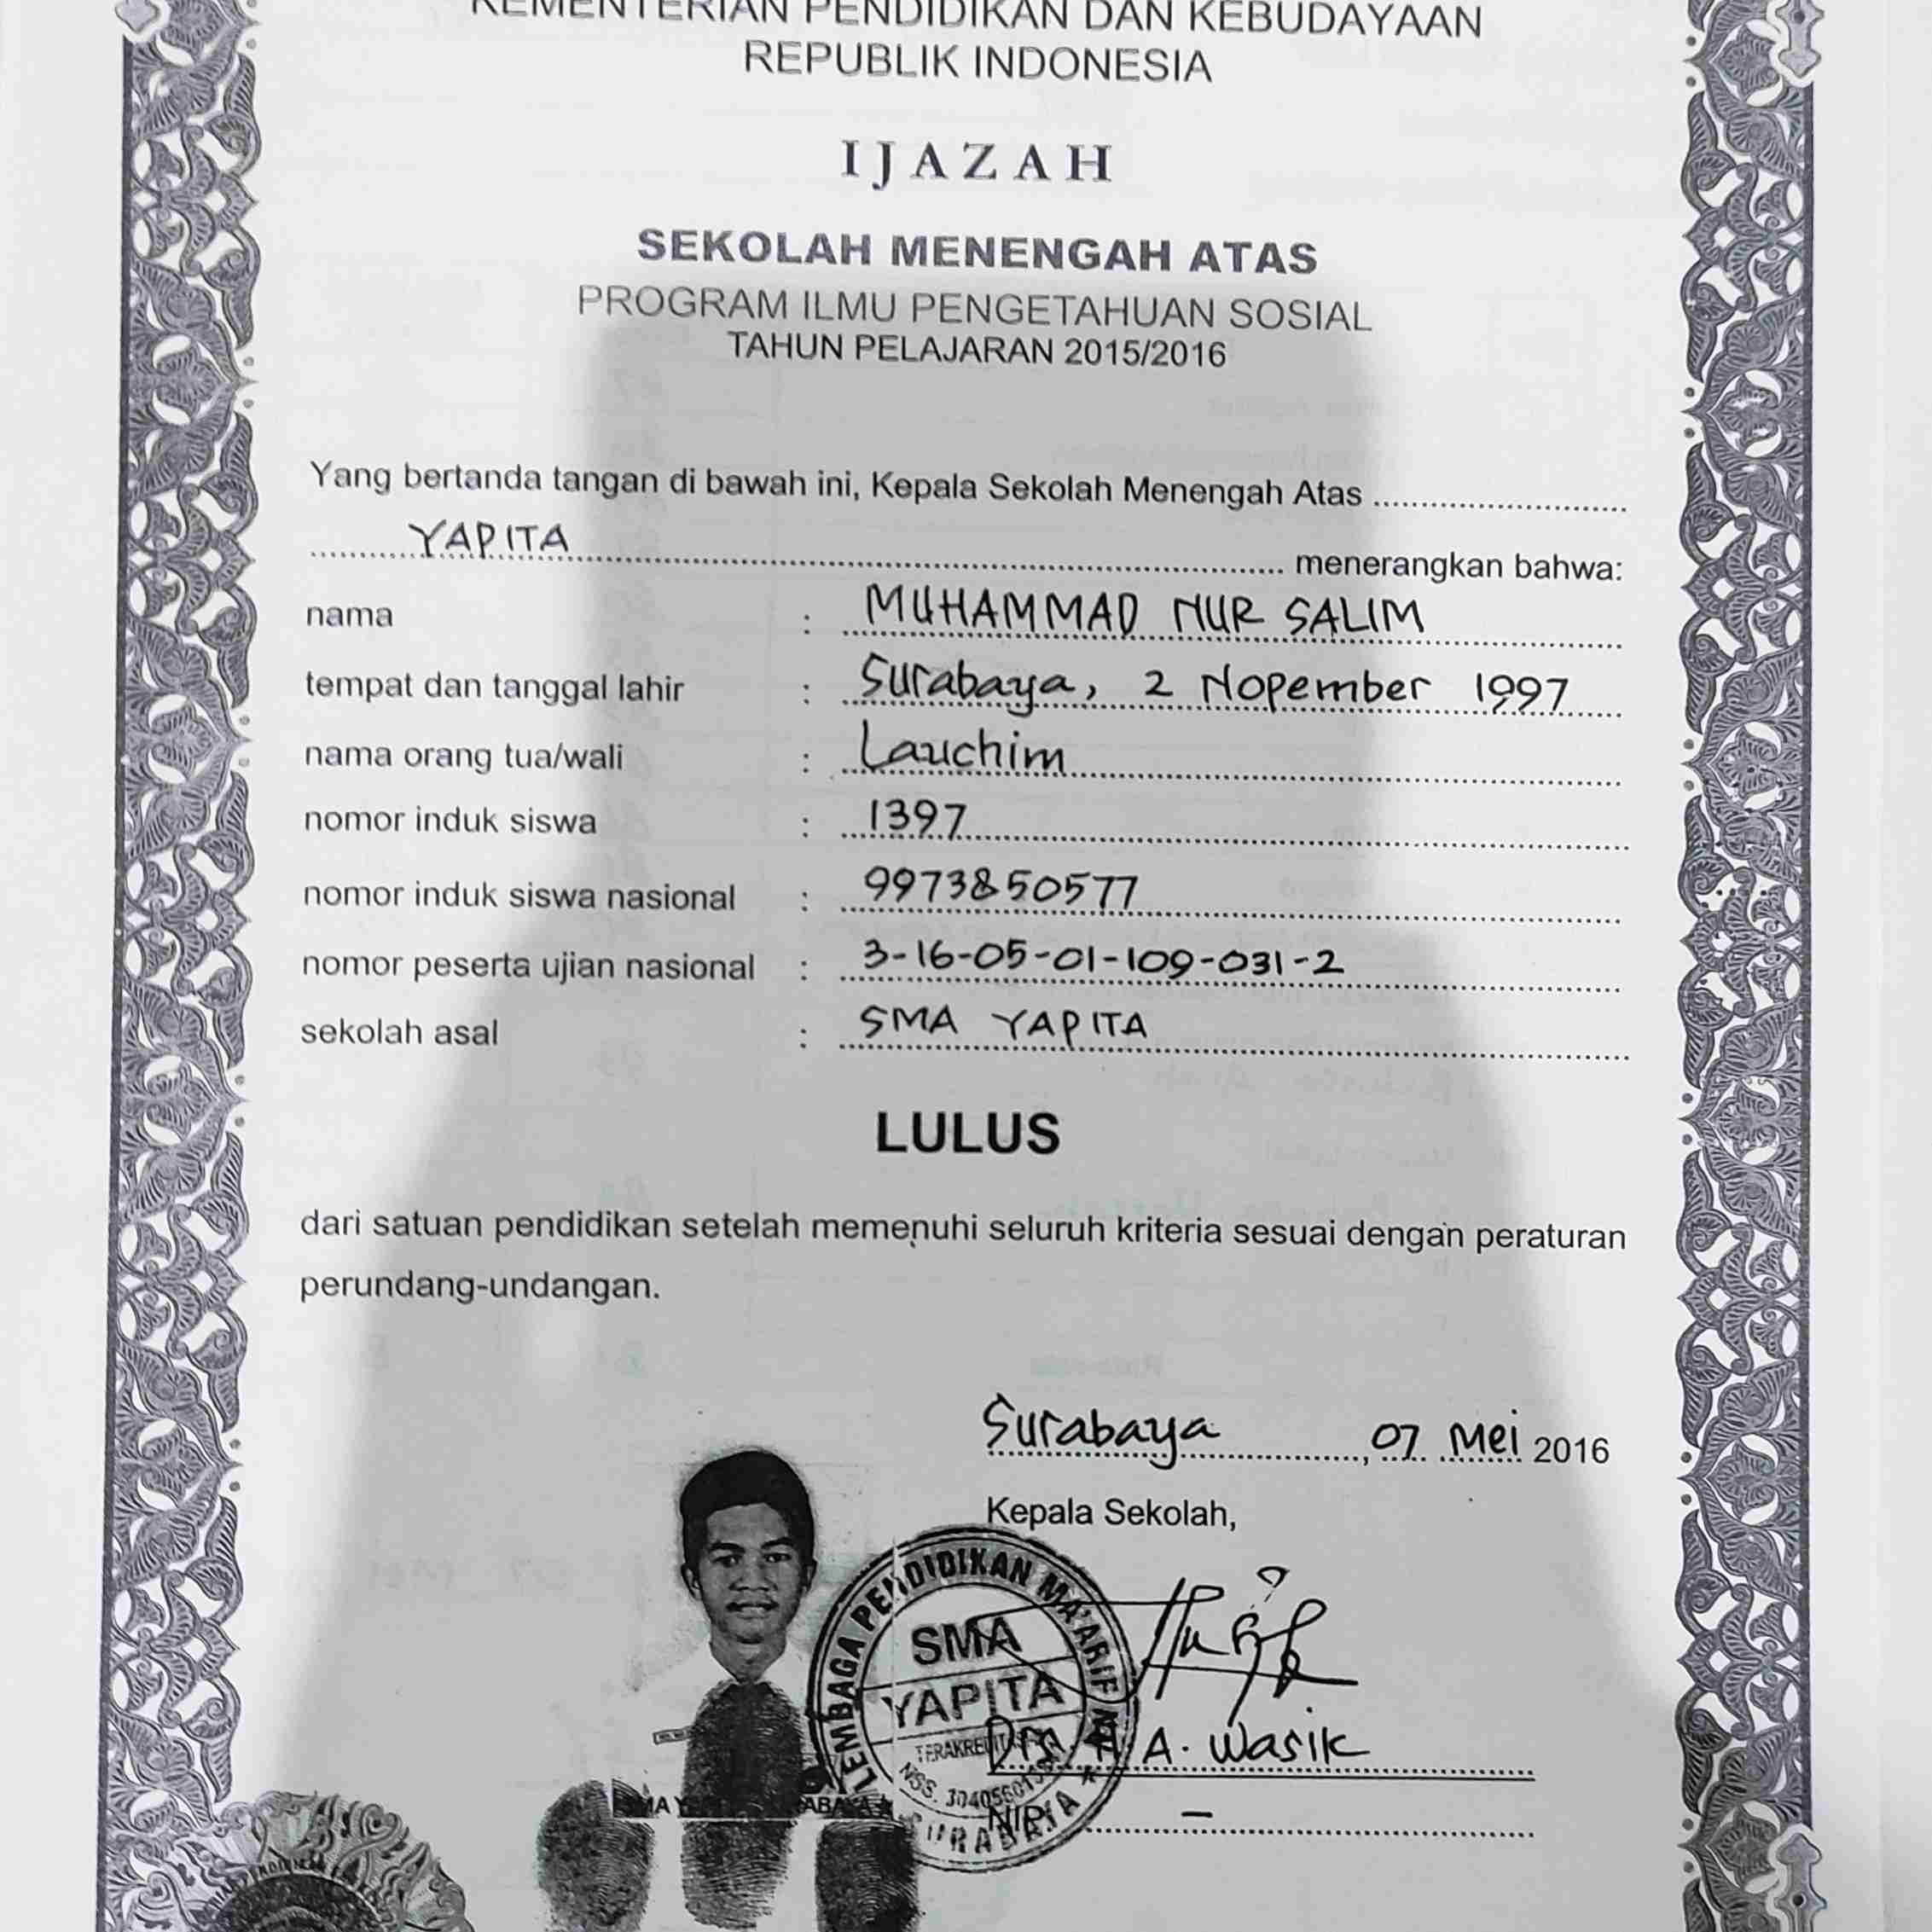 KEMENTERIAN PENDIDIKAN DAN KEBUDAYAAN
REPUBLIK INDONESIA
IJAZAH
SEKOLAH MENENGAH ATAS
PROGRAM ILMU PENGETAHUAN SOSIAL
TAHUN PELAJARAN 2015/2016
Yang bertanda tangan di bawah ini, Kepala Sekolah Menengah Atas
YAPITA menerangkan bahwa:
nama : MUHAMMAD NUR SALIM
tempat dan tanggal lahir : Surabaya, 2 Nopember 1997
nama orang tua/wali : Lauchim
nomor induk siswa : 1397
nomor induk siswa nasional : 9973850577
nomor peserta ujian nasional : 3-16-05-01-109-031-2
sekolah asal : SMA YAPITA
LULUS
dari satuan pendidikan setelah memenuhi seluruh kriteria sesuai dengan peraturan
perundang-undangan.
Surabaya, 07 Mei 2016
Kepala Sekolah,
LEMBAGA PENDIDIKAN MA'ARIF
SMA
YAPITA
SURABAYA
A. Wasik
NIP. -